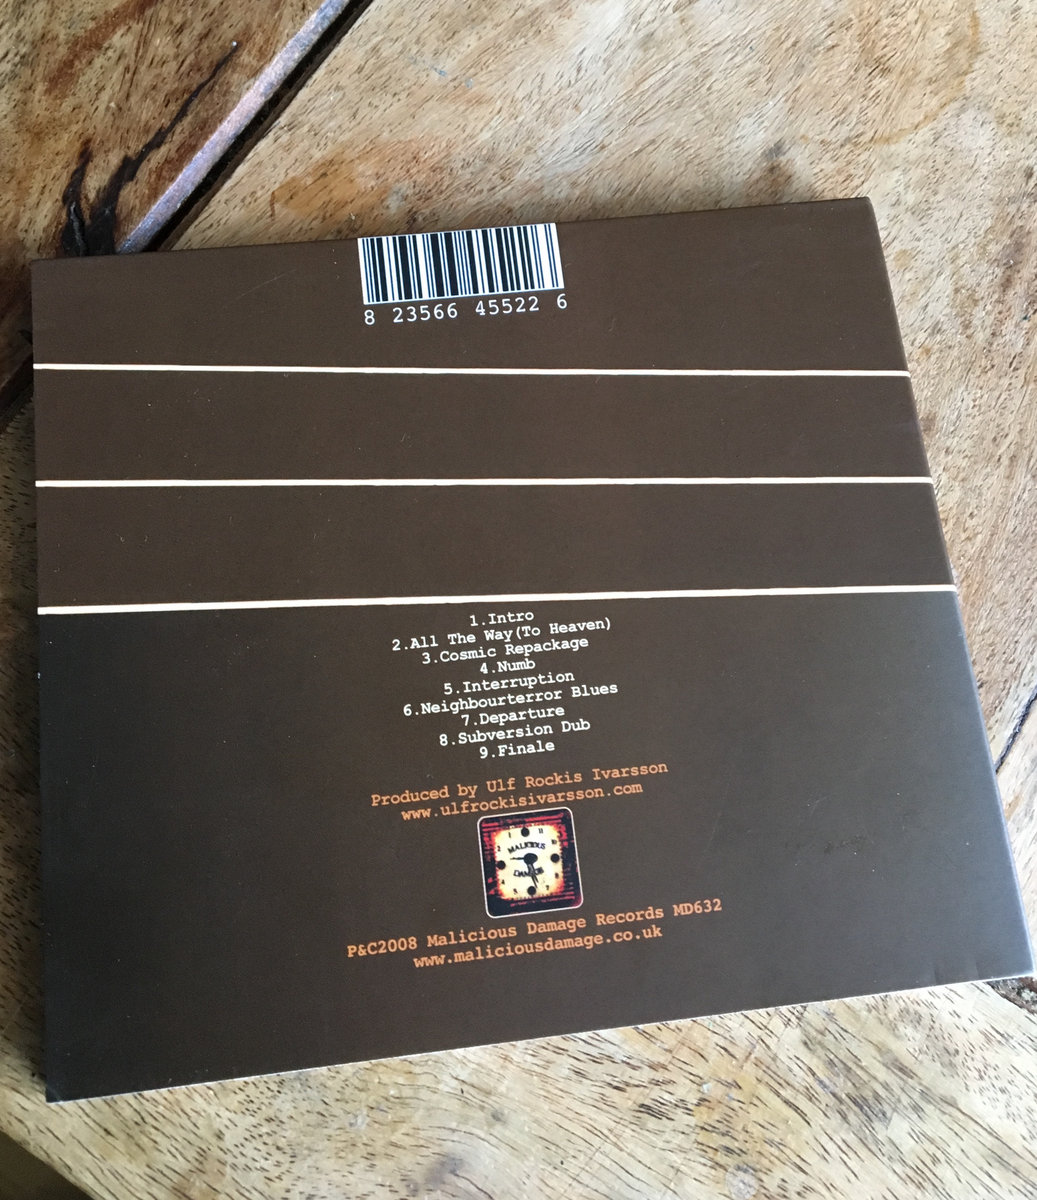 8 23566 45522 6
1.Intro
2.All The Way(To Heaven)
3.Cosmic Repackage
4.Numb
5.Interruption
6.Neighbourterror Blues
7.Departure
8.Subversion Dub
9.Finale
Produced by Ulf Rockis Ivarsson
www.ulfrockisivarsson.com
MALICIOUS
DAMAGE
P&C2008 Malicious Damage Records MD632
www.maliciousdamage.co.uk